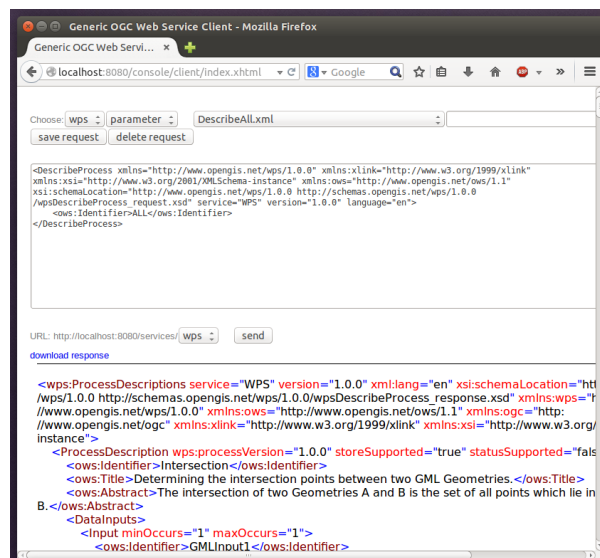 Generic OGC Web Service Client - Mozilla Firefox
Generic OGC Web Servi... ×
localhost:8080/console/client/index.xhtml
Google
Choose: wps parameter DescribeAll.xml
save request delete request
<DescribeProcess xmlns="http://www.opengis.net/wps/1.0.0" xmlns:xlink="http://www.w3.org/1999/xlink"
xmlns:xsi="http://www.w3.org/2001/XMLSchema-instance" xmlns:ows="http://www.opengis.net/ows/1.1"
xsi:schemaLocation="http://www.opengis.net/wps/1.0.0 http://schemas.opengis.net/wps/1.0.0
/wpsDescribeProcess_request.xsd" service="WPS" version="1.0.0" language="en">
<ows:Identifier>ALL</ows:Identifier>
</DescribeProcess>
URL: http://localhost:8080/services/ wps send
download response
<wps:ProcessDescriptions service="WPS" version="1.0.0" xml:lang="en" xsi:schemaLocation="htt
/wps/1.0.0 http://schemas.opengis.net/wps/1.0.0/wpsDescribeProcess_response.xsd" xmlns:wps="h
//www.opengis.net/wps/1.0.0" xmlns:ows="http://www.opengis.net/ows/1.1" xmlns:ogc="http:
//www.opengis.net/ogc" xmlns:xlink="http://www.w3.org/1999/xlink" xmlns:xsi="http://www.w3.org/
instance">
<ProcessDescription wps:processVersion="1.0.0" storeSupported="true" statusSupported="fals
<ows:Identifier>Intersection</ows:Identifier>
<ows:Title>Determining the intersection points between two GML Geometries.</ows:Title>
<ows:Abstract>The intersection of two Geometries A and B is the set of all points which lie in
B.</ows:Abstract>
<DataInputs>
<Input minOccurs="1" maxOccurs="1">
<ows:Identifier>GMLInput1</ows:Identifier>